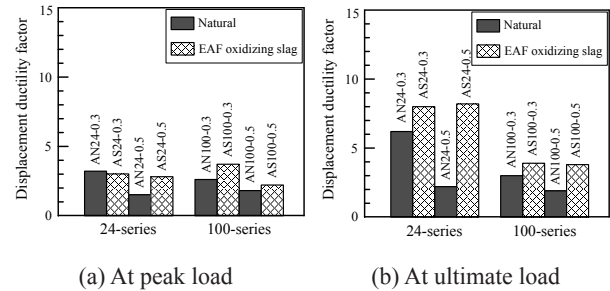 Displacement ductility factor
15
10
5
0
Natural
EAF oxidizing slag
AN24-0.3
AS24-0.3
AN24-0.5
AS24-0.5
AN100-0.3
AS100-0.3
AN100-0.5
AS100-0.5
24-series
100-series
(a) At peak load
Displacement ductility factor
15
10
5
0
Natural
EAF oxidizing slag
AN24-0.3
AS24-0.3
AN24-0.5
AS24-0.5
AN100-0.3
AS100-0.3
AN100-0.5
AS100-0.5
24-series
100-series
(b) At ultimate load